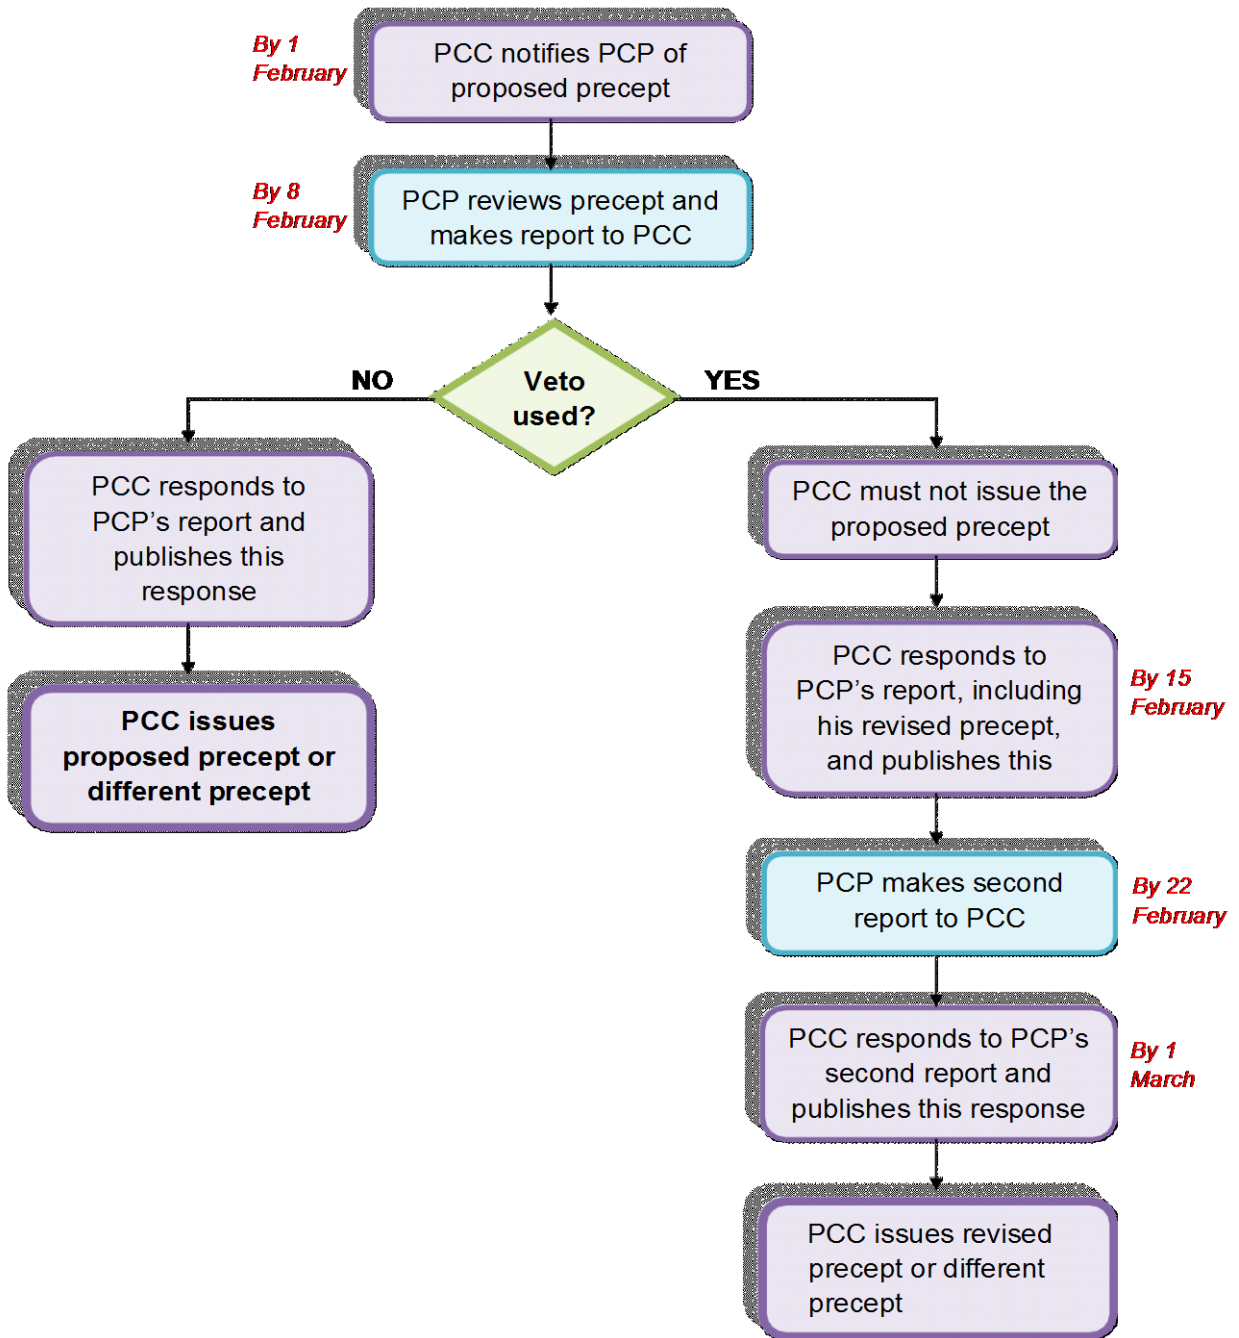 By 1
February
PCC notifies PCP of
proposed precept
By 8
February
PCP reviews precept and
makes report to PCC
Veto
used?
NO
YES
PCC responds to
PCP’s report and
publishes this
response
PCC issues
proposed precept or
different precept
PCC must not issue the
proposed precept
PCC responds to
PCP’s report, including
his revised precept,
and publishes this
By 15
February
PCP makes second
report to PCC
By 22
February
PCC responds to PCP’s
second report and
publishes this response
By 1
March
PCC issues revised
precept or different
precept